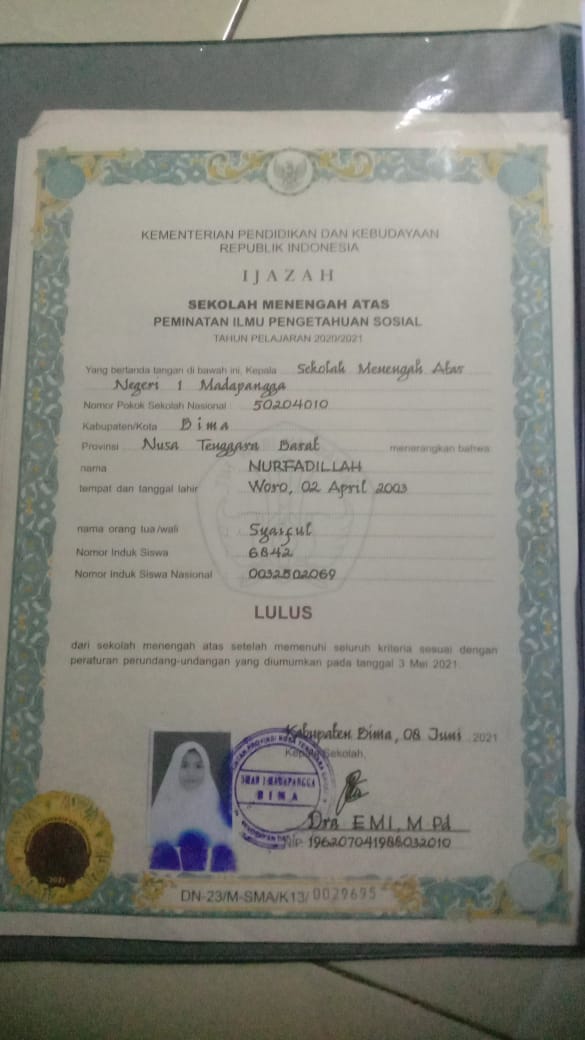 KEMENTERIAN PENDIDIKAN DAN KEBUDAYAAN
REPUBLIK INDONESIA
IJAZAH
SEKOLAH MENENGAH ATAS
PEMINATAN ILMU PENGETAHUAN SOSIAL
TAHUN PELAJARAN 2020/2021
Yang bertanda tangan di bawah ini, Kepala Sekolah Menengah Atas
Negeri 1 Madapangga
Nomor Pokok Sekolah Nasional : 50204010
Kabupaten/Kota Bima
Provinsi Nusa Tenggara Barat menerangkan bahwa:
nama NURFADILLAH
tempat dan tanggal lahir Woro, 02 April 2003
nama orang tua/wali Syaiful
Nomor Induk Siswa 6842
Nomor Induk Siswa Nasional 0032502069
LULUS
dari sekolah menengah atas setelah memenuhi seluruh kriteria sesuai dengan
peraturan perundang-undangan yang diumumkan pada tanggal 3 Mei 2021.
Kabupaten Bima, 08 Juni 2021
Kepala Sekolah,
SMAN 1 MADAPANGGA
BIMA
Dra EMI, M Pd
NIP. 196207041988032010
2021
DN-23/M-SMA/K13/0029695